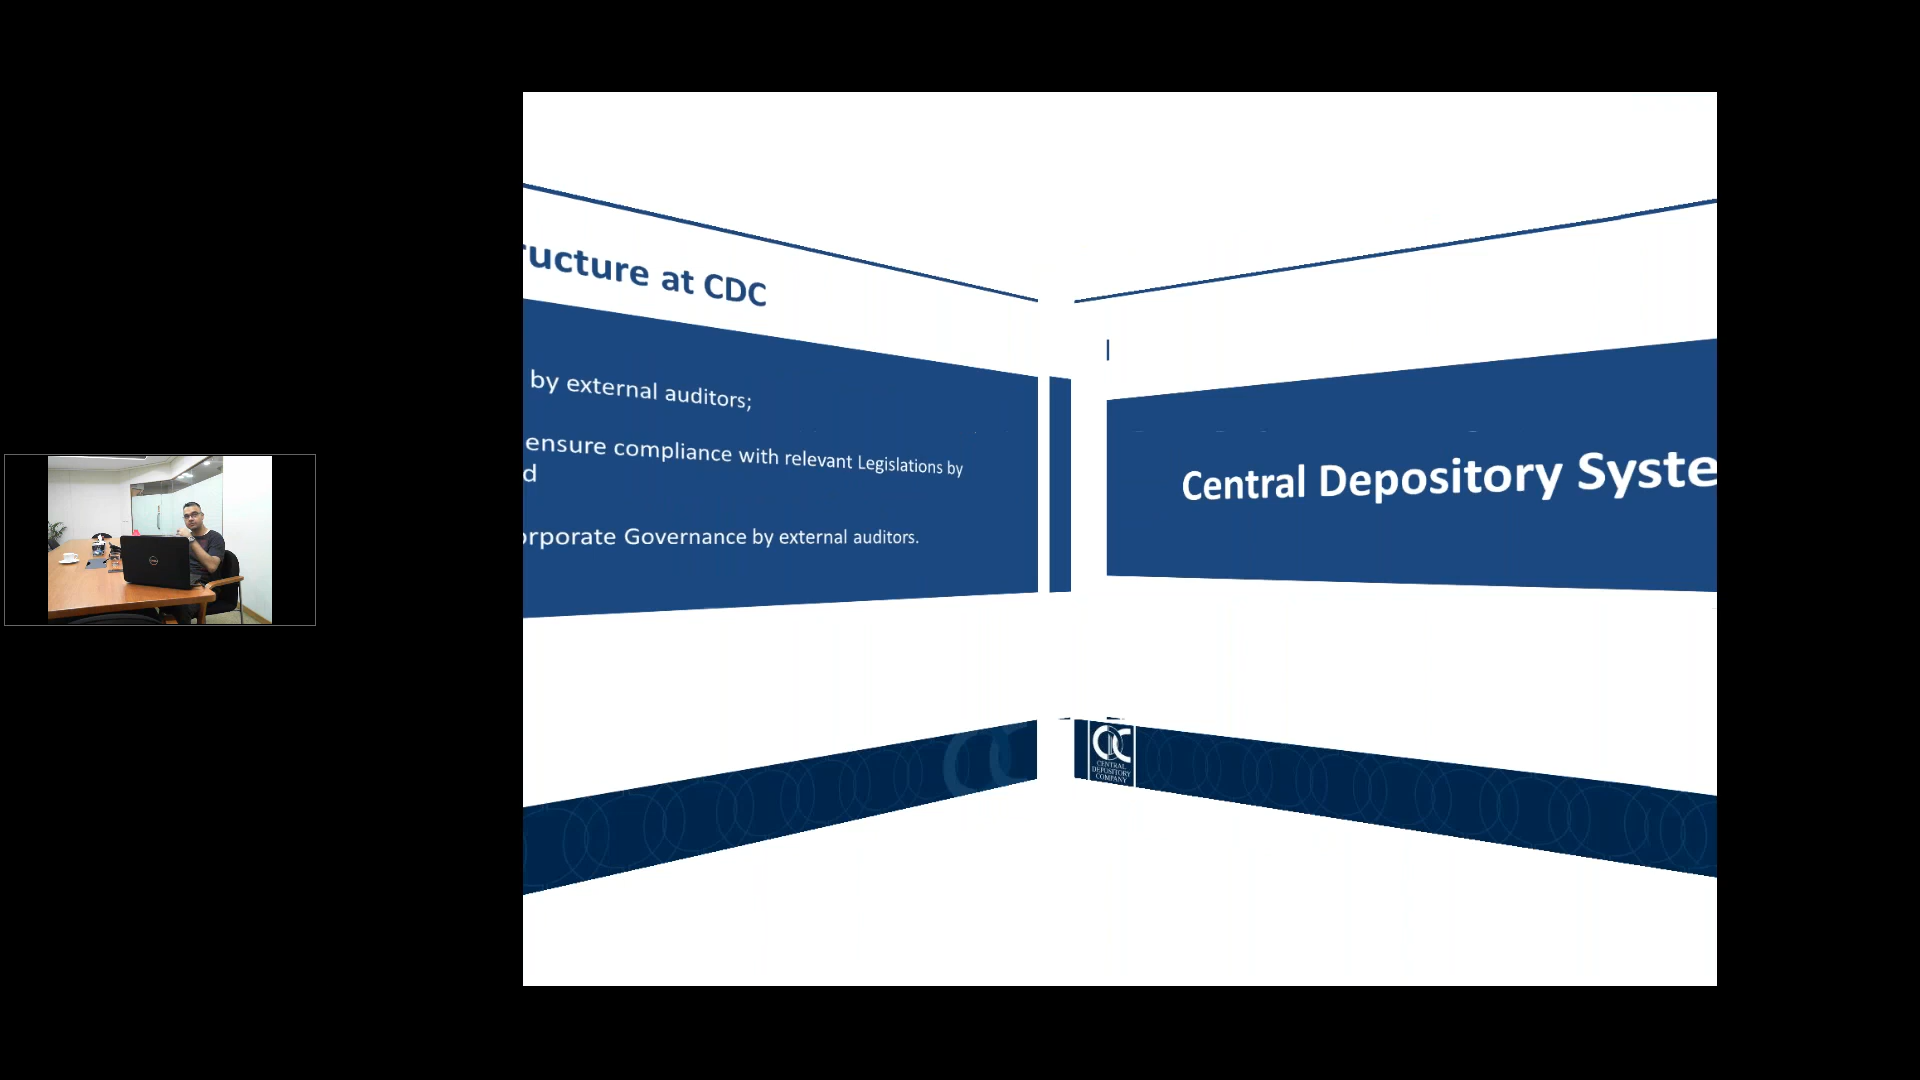 ructure at CDC
by external auditors;
ensure compliance with relevant Legislations by
d
orporate Governance by external auditors.
Central Depository Syste
CENTRAL
DEPOSITORY
COMPANY